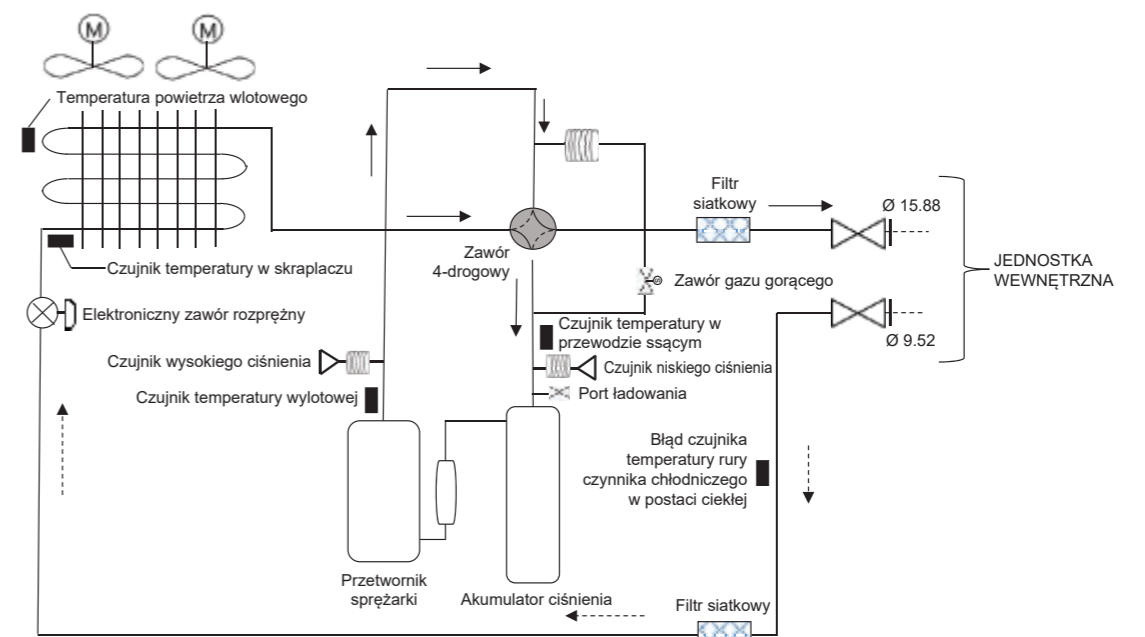 M
M
Temperatura powietrza wlotowego
Filtr
siatkowy
Ø 15.88
Zawór
4-drogowy
JEDNOSTKA
WEWNĘTRZNA
Czujnik temperatury w skraplaczu
Zawór gazu gorącego
Elektroniczny zawór rozprężny
Czujnik temperatury w
przewodzie ssącym
Ø 9.52
Czujnik wysokiego ciśnienia
Czujnik niskiego ciśnienia
Czujnik temperatury wylotowej
Port ładowania
Błąd czujnika
temperatury rury
czynnika chłodniczego
w postaci ciekłej
Przetwornik
sprężarki
Akumulator ciśnienia
Filtr siatkowy